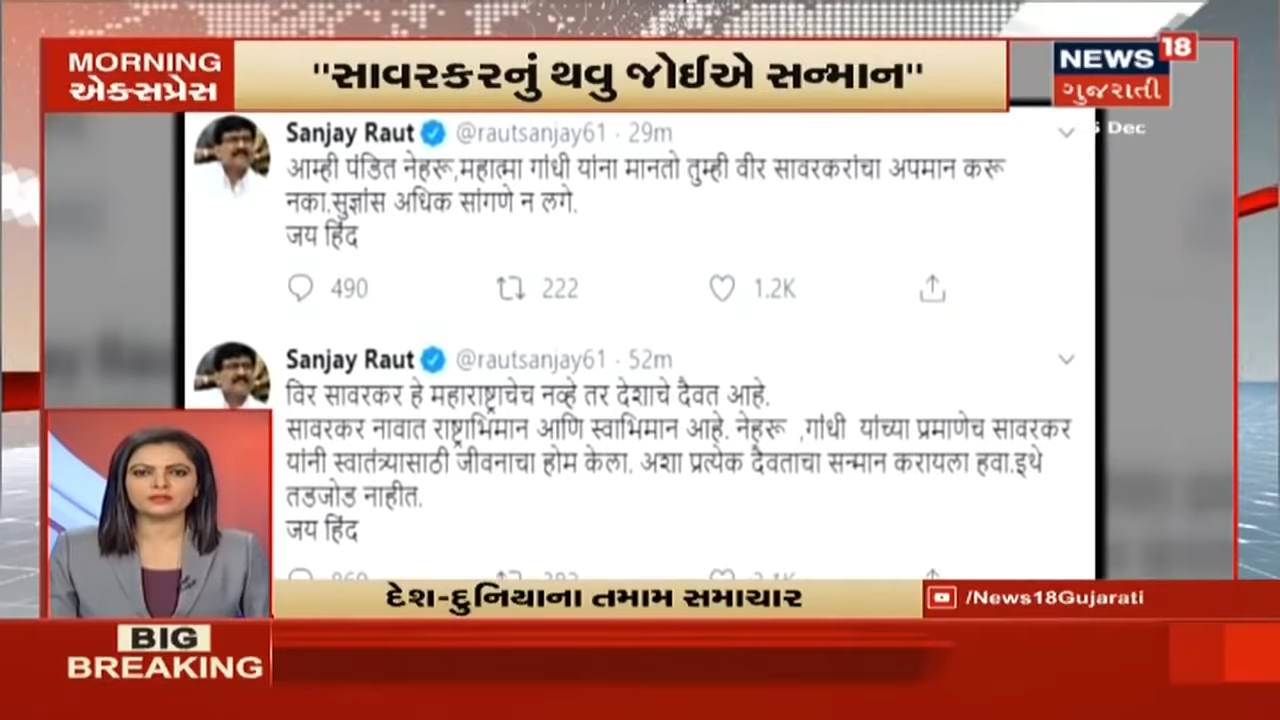 MORNING
એક્સપ્રેસ
"સાવરકરનું થવુ જોઈએ સન્માન"
NEWS 18
ગુજરાતી
Dec
Sanjay Raut @rautsanjay61 · 29m
आम्ही पंडित नेहरू,महात्मा गांधी यांना मानतो तुम्ही वीर सावरकरांचा अपमान करू
नका.सुज्ञांस अधिक सांगणे न लगे.
जय हिंद
490 222 1.2K
Sanjay Raut @rautsanjay61 · 52m
विर सावरकर हे महाराष्ट्राचेच नव्हे तर देशाचे दैवत आहे.
सावरकर नावात राष्ट्राभिमान आणि स्वाभिमान आहे. नेहरू ,गांधी यांच्या प्रमाणेच सावरकर
यांनी स्वातंत्र्यासाठी जीवनाचा होम केला. अशा प्रत्येक दैवताचा सन्मान करायला हवा.इथे
तडजोड नाहीत.
जय हिंद
દેશ-દુનિયાના તમામ સમાચાર
/News18Gujarati
BIG
BREAKING